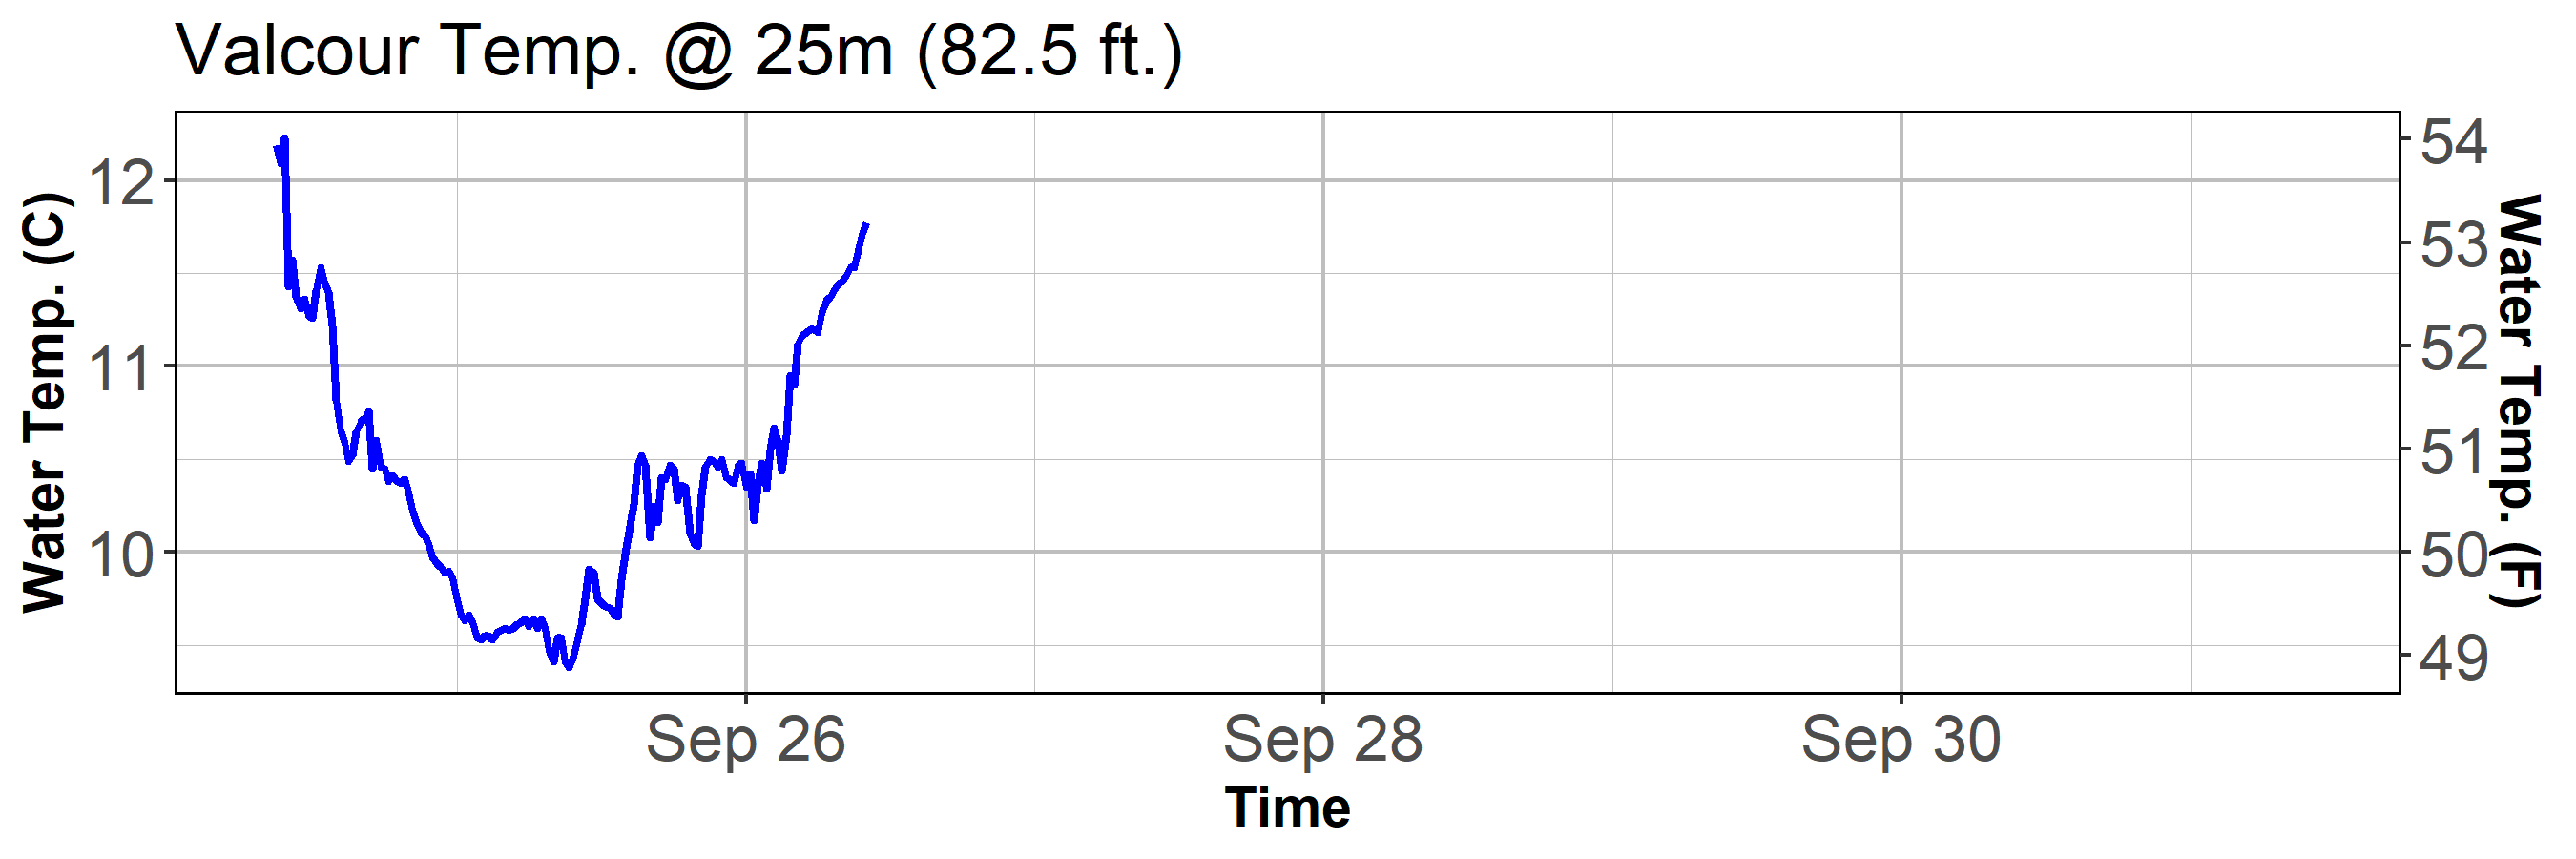 Valcour Temp. @ 25m (82.5 ft.)
Water Temp. (C)
12
11
10
54
53
52
51
50
49
Water Temp. (F)
Sep 26
Sep 28
Sep 30
Time